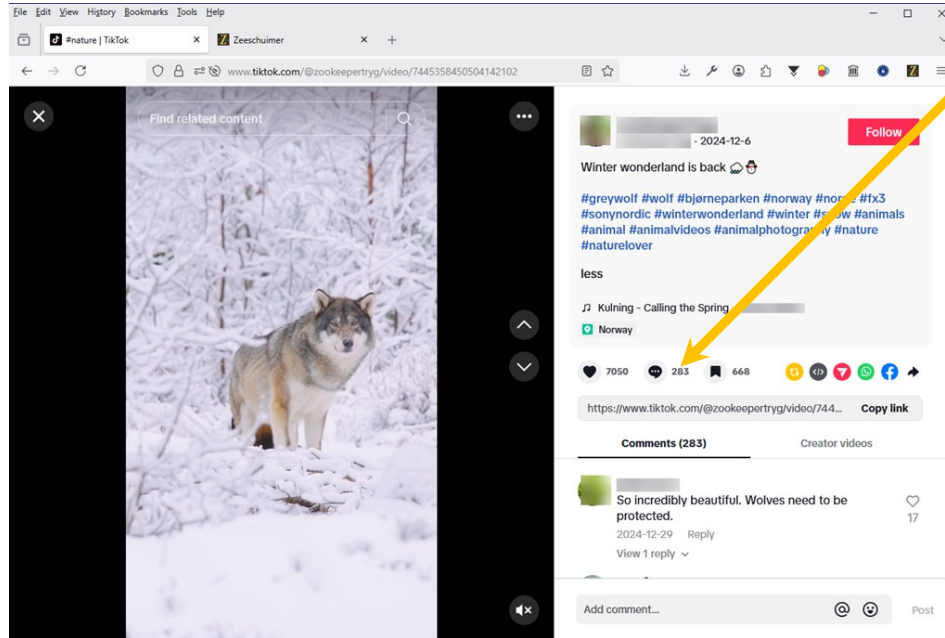 File Edit View History Bookmarks Tools Help
#nature | TikTok
Zeeschuimer
www.tiktok.com/@zookeepertryg/video/7445358450504142102
Find related content
· 2024-12-6
Follow
Winter wonderland is back
#greywolf #wolf #bjørneparken #norway #norge #fx3
#sonynordic #winterwonderland #winter #snow #animals
#animal #animalvideos #animalphotography #nature
#naturelover
less
Kulning - Calling the Spring -
Norway
7050 283 668
https://www.tiktok.com/@zookeepertryg/video/744... Copy link
Comments (283) Creator videos
So incredibly beautiful. Wolves need to be
protected.
17
2024-12-29 Reply
View 1 reply
Add comment... Post